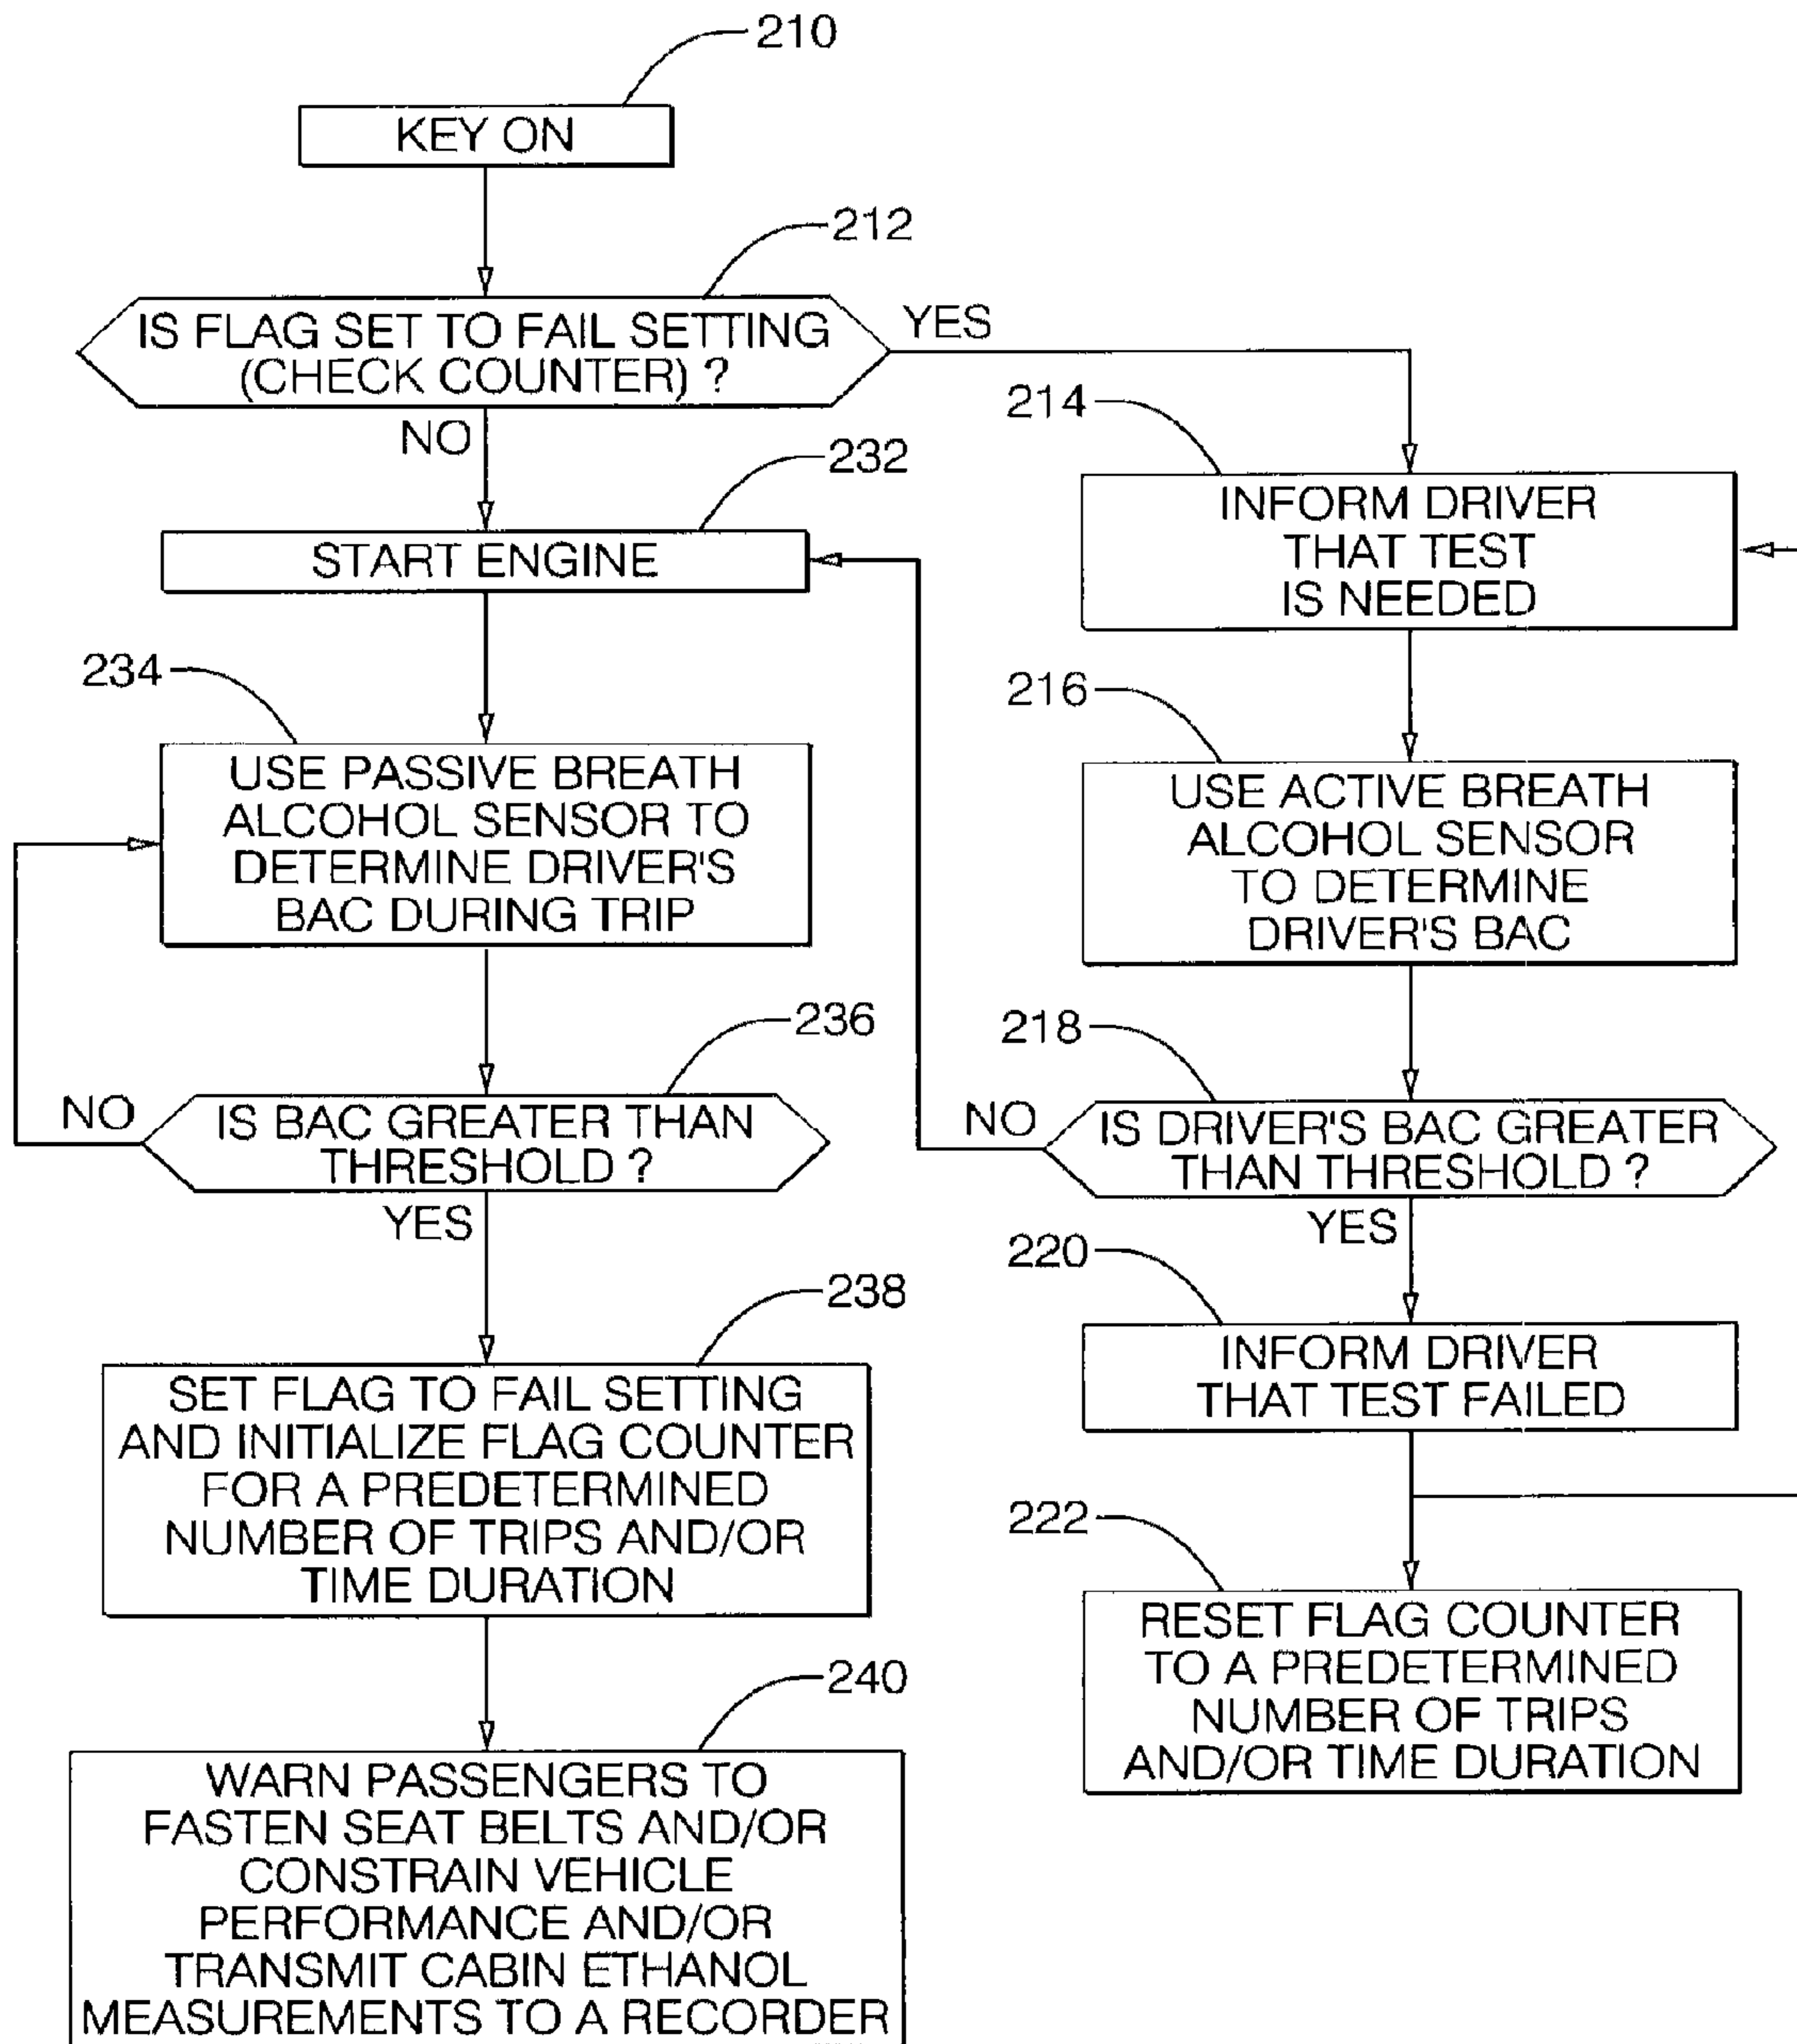 210
KEY ON
212
IS FLAG SET TO FAIL SETTING
(CHECK COUNTER) ?
YES
NO
214
INFORM DRIVER
THAT TEST
IS NEEDED
232
START ENGINE
234
USE PASSIVE BREATH
ALCOHOL SENSOR TO
DETERMINE DRIVER'S
BAC DURING TRIP
216
USE ACTIVE BREATH
ALCOHOL SENSOR
TO DETERMINE
DRIVER'S BAC
236
NO
IS BAC GREATER THAN
THRESHOLD ?
YES
218
NO
IS DRIVER'S BAC GREATER
THAN THRESHOLD ?
YES
220
INFORM DRIVER
THAT TEST FAILED
238
SET FLAG TO FAIL SETTING
AND INITIALIZE FLAG COUNTER
FOR A PREDETERMINED
NUMBER OF TRIPS AND/OR
TIME DURATION
222
RESET FLAG COUNTER
TO A PREDETERMINED
NUMBER OF TRIPS
AND/OR TIME DURATION
240
WARN PASSENGERS TO
FASTEN SEAT BELTS AND/OR
CONSTRAIN VEHICLE
PERFORMANCE AND/OR
TRANSMIT CABIN ETHANOL
MEASUREMENTS TO A RECORDER